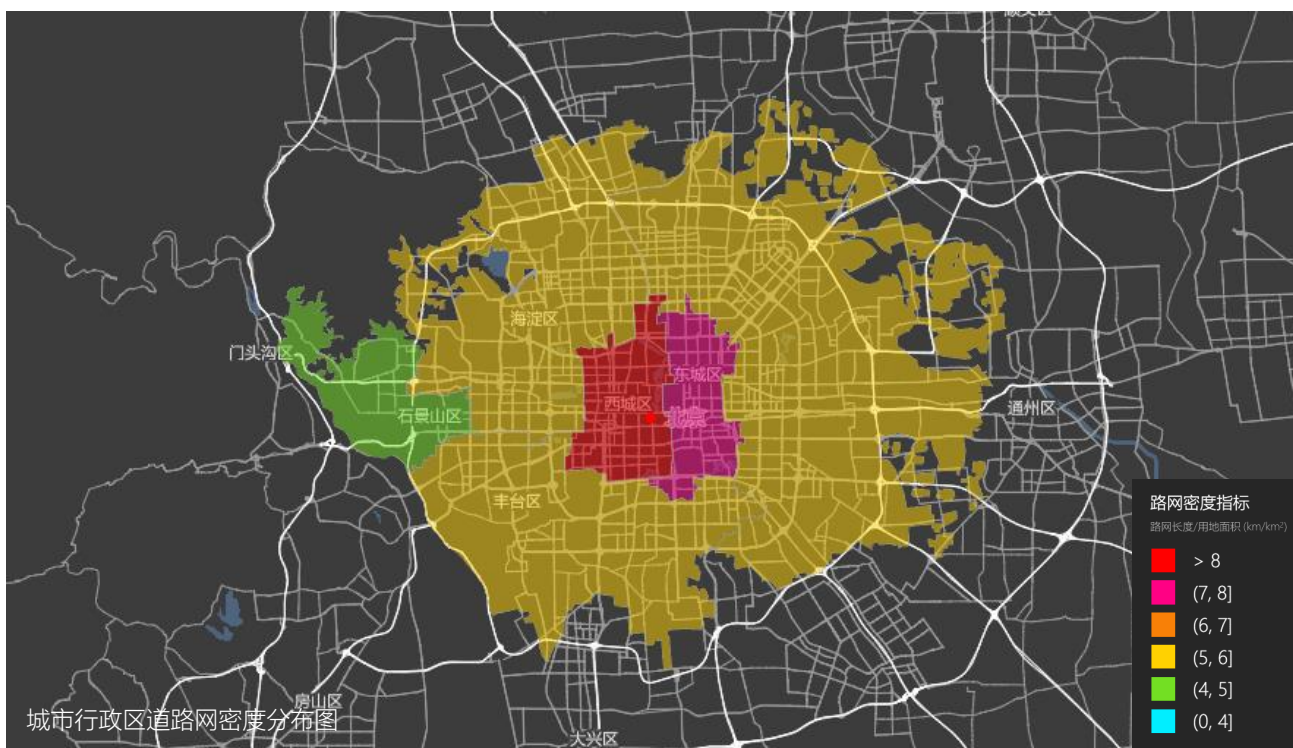 顺义区
海淀区
门头沟区
东城区
西城区
北京
石景山区
通州区
丰台区
路网密度指标
路网长度/用地面积 (km/km²)
> 8
(7, 8]
(6, 7]
(5, 6]
(4, 5]
(0, 4]
房山区
城市行政区道路网密度分布图
大兴区